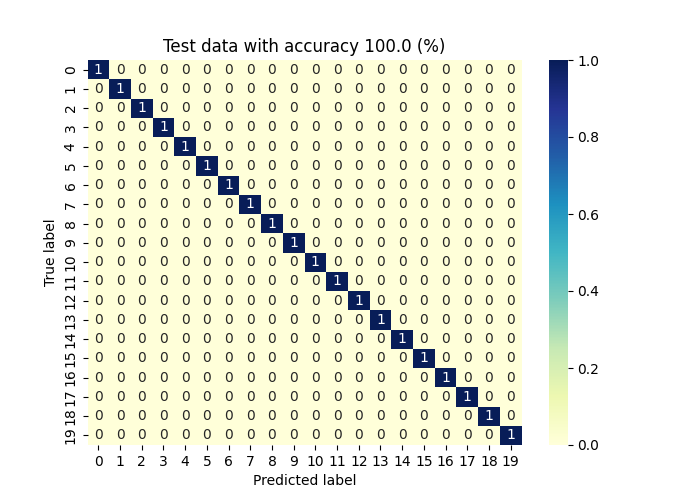 Test data with accuracy 100.0 (%)
0 1 0 0 0 0 0 0 0 0 0 0 0 0 0 0 0 0 0 0 0
1 0 1 0 0 0 0 0 0 0 0 0 0 0 0 0 0 0 0 0 0
2 0 0 1 0 0 0 0 0 0 0 0 0 0 0 0 0 0 0 0 0
3 0 0 0 1 0 0 0 0 0 0 0 0 0 0 0 0 0 0 0 0
4 0 0 0 0 1 0 0 0 0 0 0 0 0 0 0 0 0 0 0 0
5 0 0 0 0 0 1 0 0 0 0 0 0 0 0 0 0 0 0 0 0
6 0 0 0 0 0 0 1 0 0 0 0 0 0 0 0 0 0 0 0 0
7 0 0 0 0 0 0 0 1 0 0 0 0 0 0 0 0 0 0 0 0
8 0 0 0 0 0 0 0 0 1 0 0 0 0 0 0 0 0 0 0 0
9 0 0 0 0 0 0 0 0 0 1 0 0 0 0 0 0 0 0 0 0
10 0 0 0 0 0 0 0 0 0 0 1 0 0 0 0 0 0 0 0 0
11 0 0 0 0 0 0 0 0 0 0 0 1 0 0 0 0 0 0 0 0
12 0 0 0 0 0 0 0 0 0 0 0 0 1 0 0 0 0 0 0 0
13 0 0 0 0 0 0 0 0 0 0 0 0 0 1 0 0 0 0 0 0
14 0 0 0 0 0 0 0 0 0 0 0 0 0 0 1 0 0 0 0 0
15 0 0 0 0 0 0 0 0 0 0 0 0 0 0 0 1 0 0 0 0
16 0 0 0 0 0 0 0 0 0 0 0 0 0 0 0 0 1 0 0 0
17 0 0 0 0 0 0 0 0 0 0 0 0 0 0 0 0 0 1 0 0
18 0 0 0 0 0 0 0 0 0 0 0 0 0 0 0 0 0 0 1 0
19 0 0 0 0 0 0 0 0 0 0 0 0 0 0 0 0 0 0 0 1
0 1 2 3 4 5 6 7 8 9 10 11 12 13 14 15 16 17 18 19
Predicted label
True label
1.0
0.8
0.6
0.4
0.2
0.0